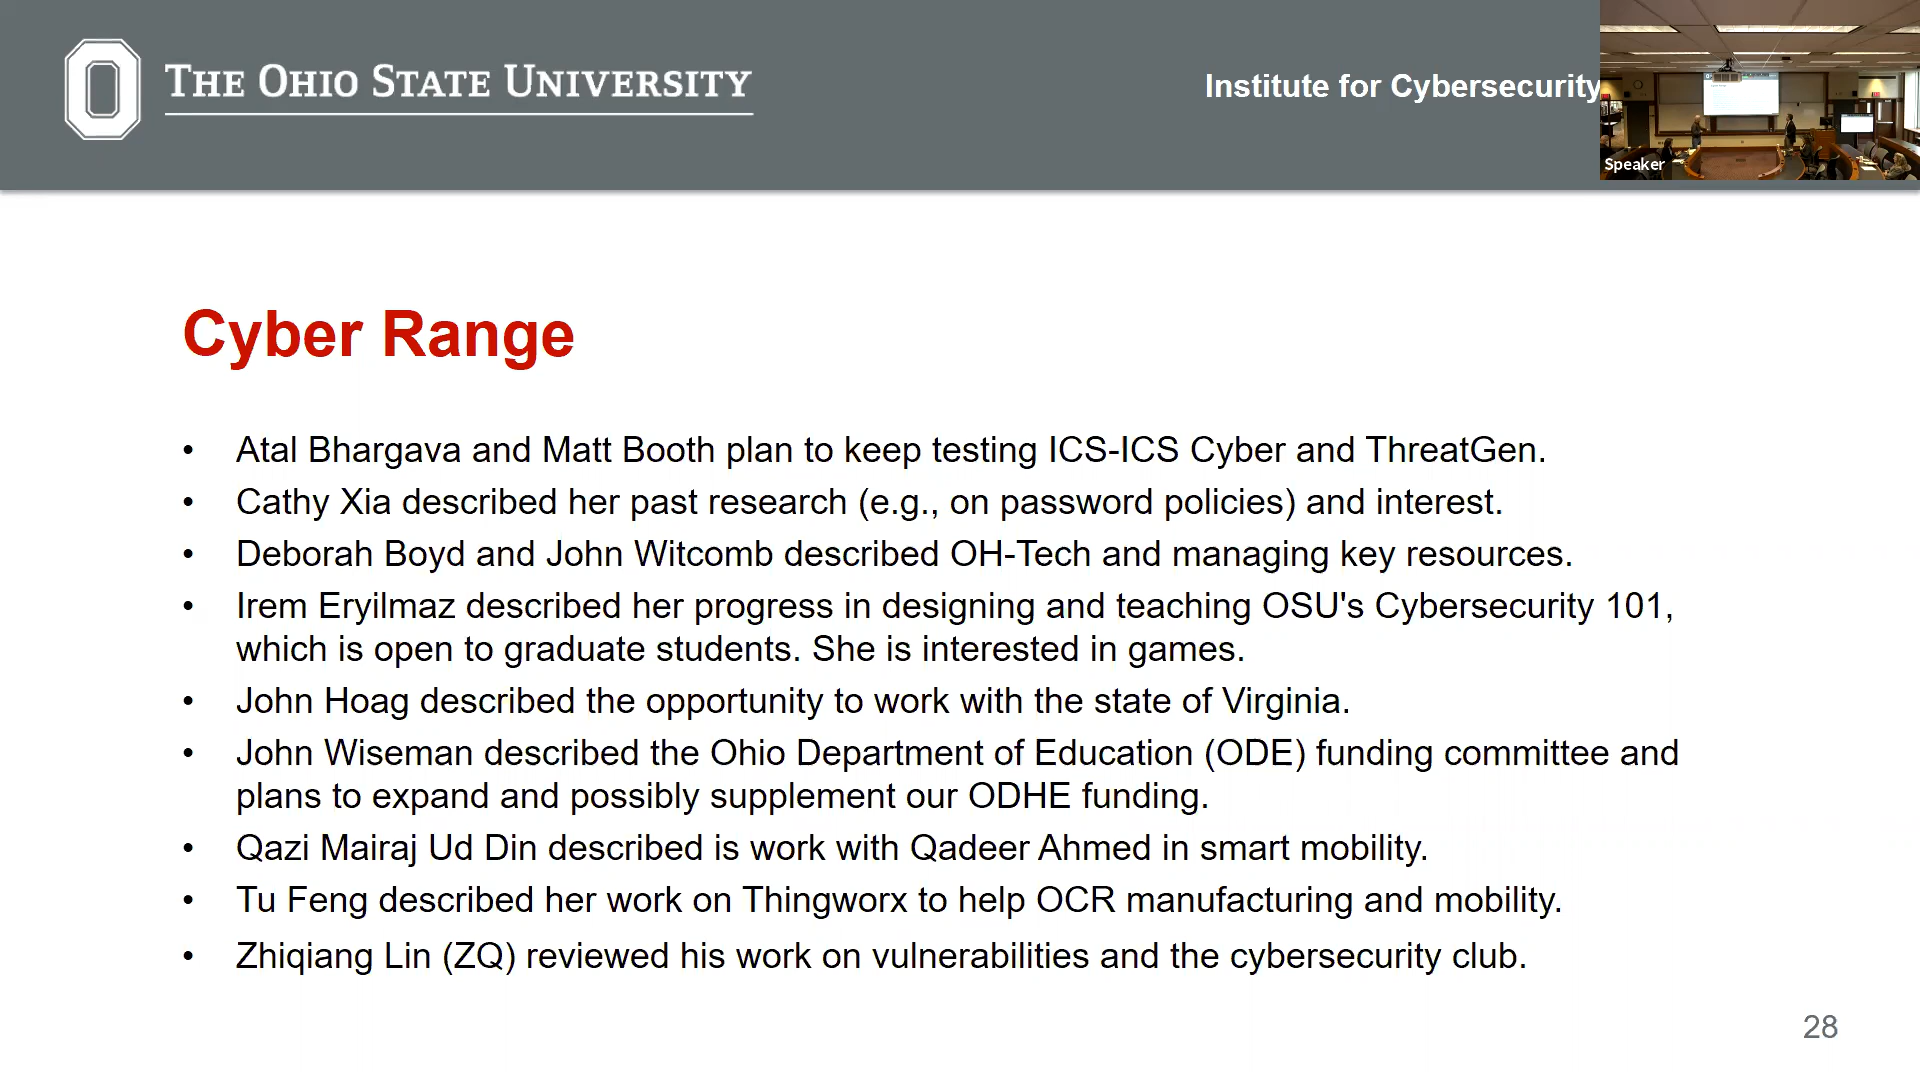 THE OHIO STATE UNIVERSITY
Institute for Cybersecurity
Speaker
Cyber Range
• Atal Bhargava and Matt Booth plan to keep testing ICS-ICS Cyber and ThreatGen.
• Cathy Xia described her past research (e.g., on password policies) and interest.
• Deborah Boyd and John Witcomb described OH-Tech and managing key resources.
• Irem Eryilmaz described her progress in designing and teaching OSU's Cybersecurity 101,
which is open to graduate students. She is interested in games.
• John Hoag described the opportunity to work with the state of Virginia.
• John Wiseman described the Ohio Department of Education (ODE) funding committee and
plans to expand and possibly supplement our ODHE funding.
• Qazi Mairaj Ud Din described is work with Qadeer Ahmed in smart mobility.
• Tu Feng described her work on Thingworx to help OCR manufacturing and mobility.
• Zhiqiang Lin (ZQ) reviewed his work on vulnerabilities and the cybersecurity club.
28